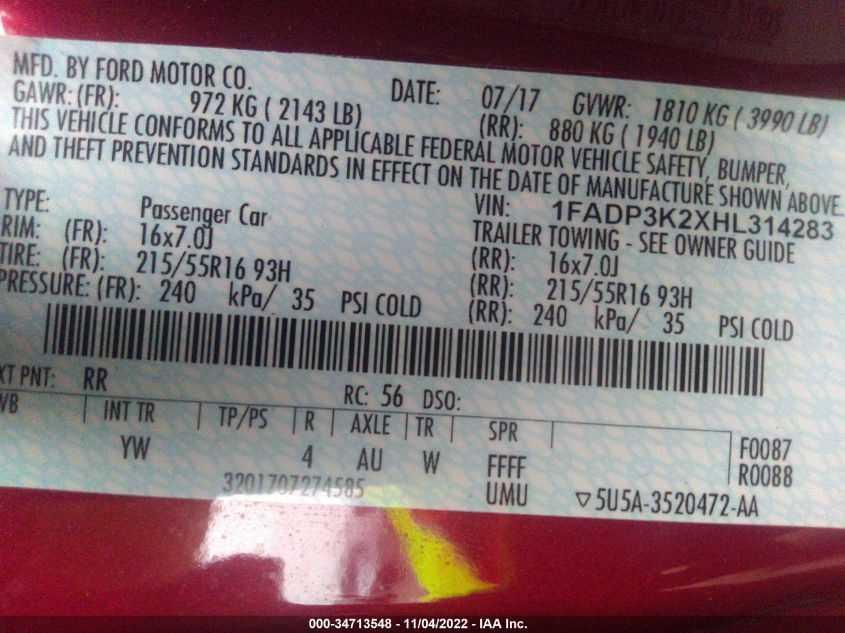 MFD. BY FORD MOTOR CO. DATE: 07/17 GVWR: 1810 KG ( 3990 LB)
GAWR: (FR): 972 KG ( 2143 LB) (RR): 880 KG ( 1940 LB)
THIS VEHICLE CONFORMS TO ALL APPLICABLE FEDERAL MOTOR VEHICLE SAFETY, BUMPER,
AND THEFT PREVENTION STANDARDS IN EFFECT ON THE DATE OF MANUFACTURE SHOWN ABOVE.
VIN: 1FADP3K2XHL314283
TYPE: Passenger Car TRAILER TOWING - SEE OWNER GUIDE
RIM: (FR): 16x7.0J (RR): 16x7.0J
TIRE: (FR): 215/55R16 93H (RR): 215/55R16 93H
PRESSURE: (FR): 240 kPa/ 35 PSI COLD (RR): 240 kPa/ 35 PSI COLD
XT PNT: RR RC: 56 DSO:
WB INT TR TP/PS R AXLE TR SPR F0087
YW 4 AU W FFFF R0088
3201707274585 UMU ▽5U5A-3520472-AA
000-34713548 - 11/04/2022 - IAA Inc.